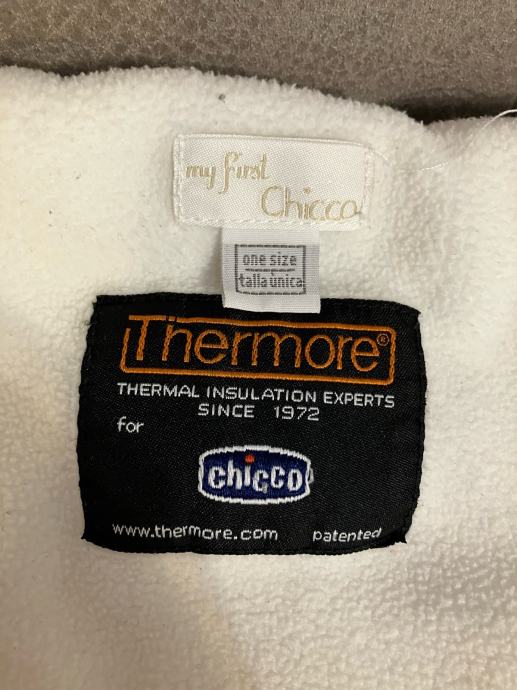 my first
Chicco
one size
talla única
Thermore®
THERMAL INSULATION EXPERTS
SINCE 1972
for
chicco
www.thermore.com patented